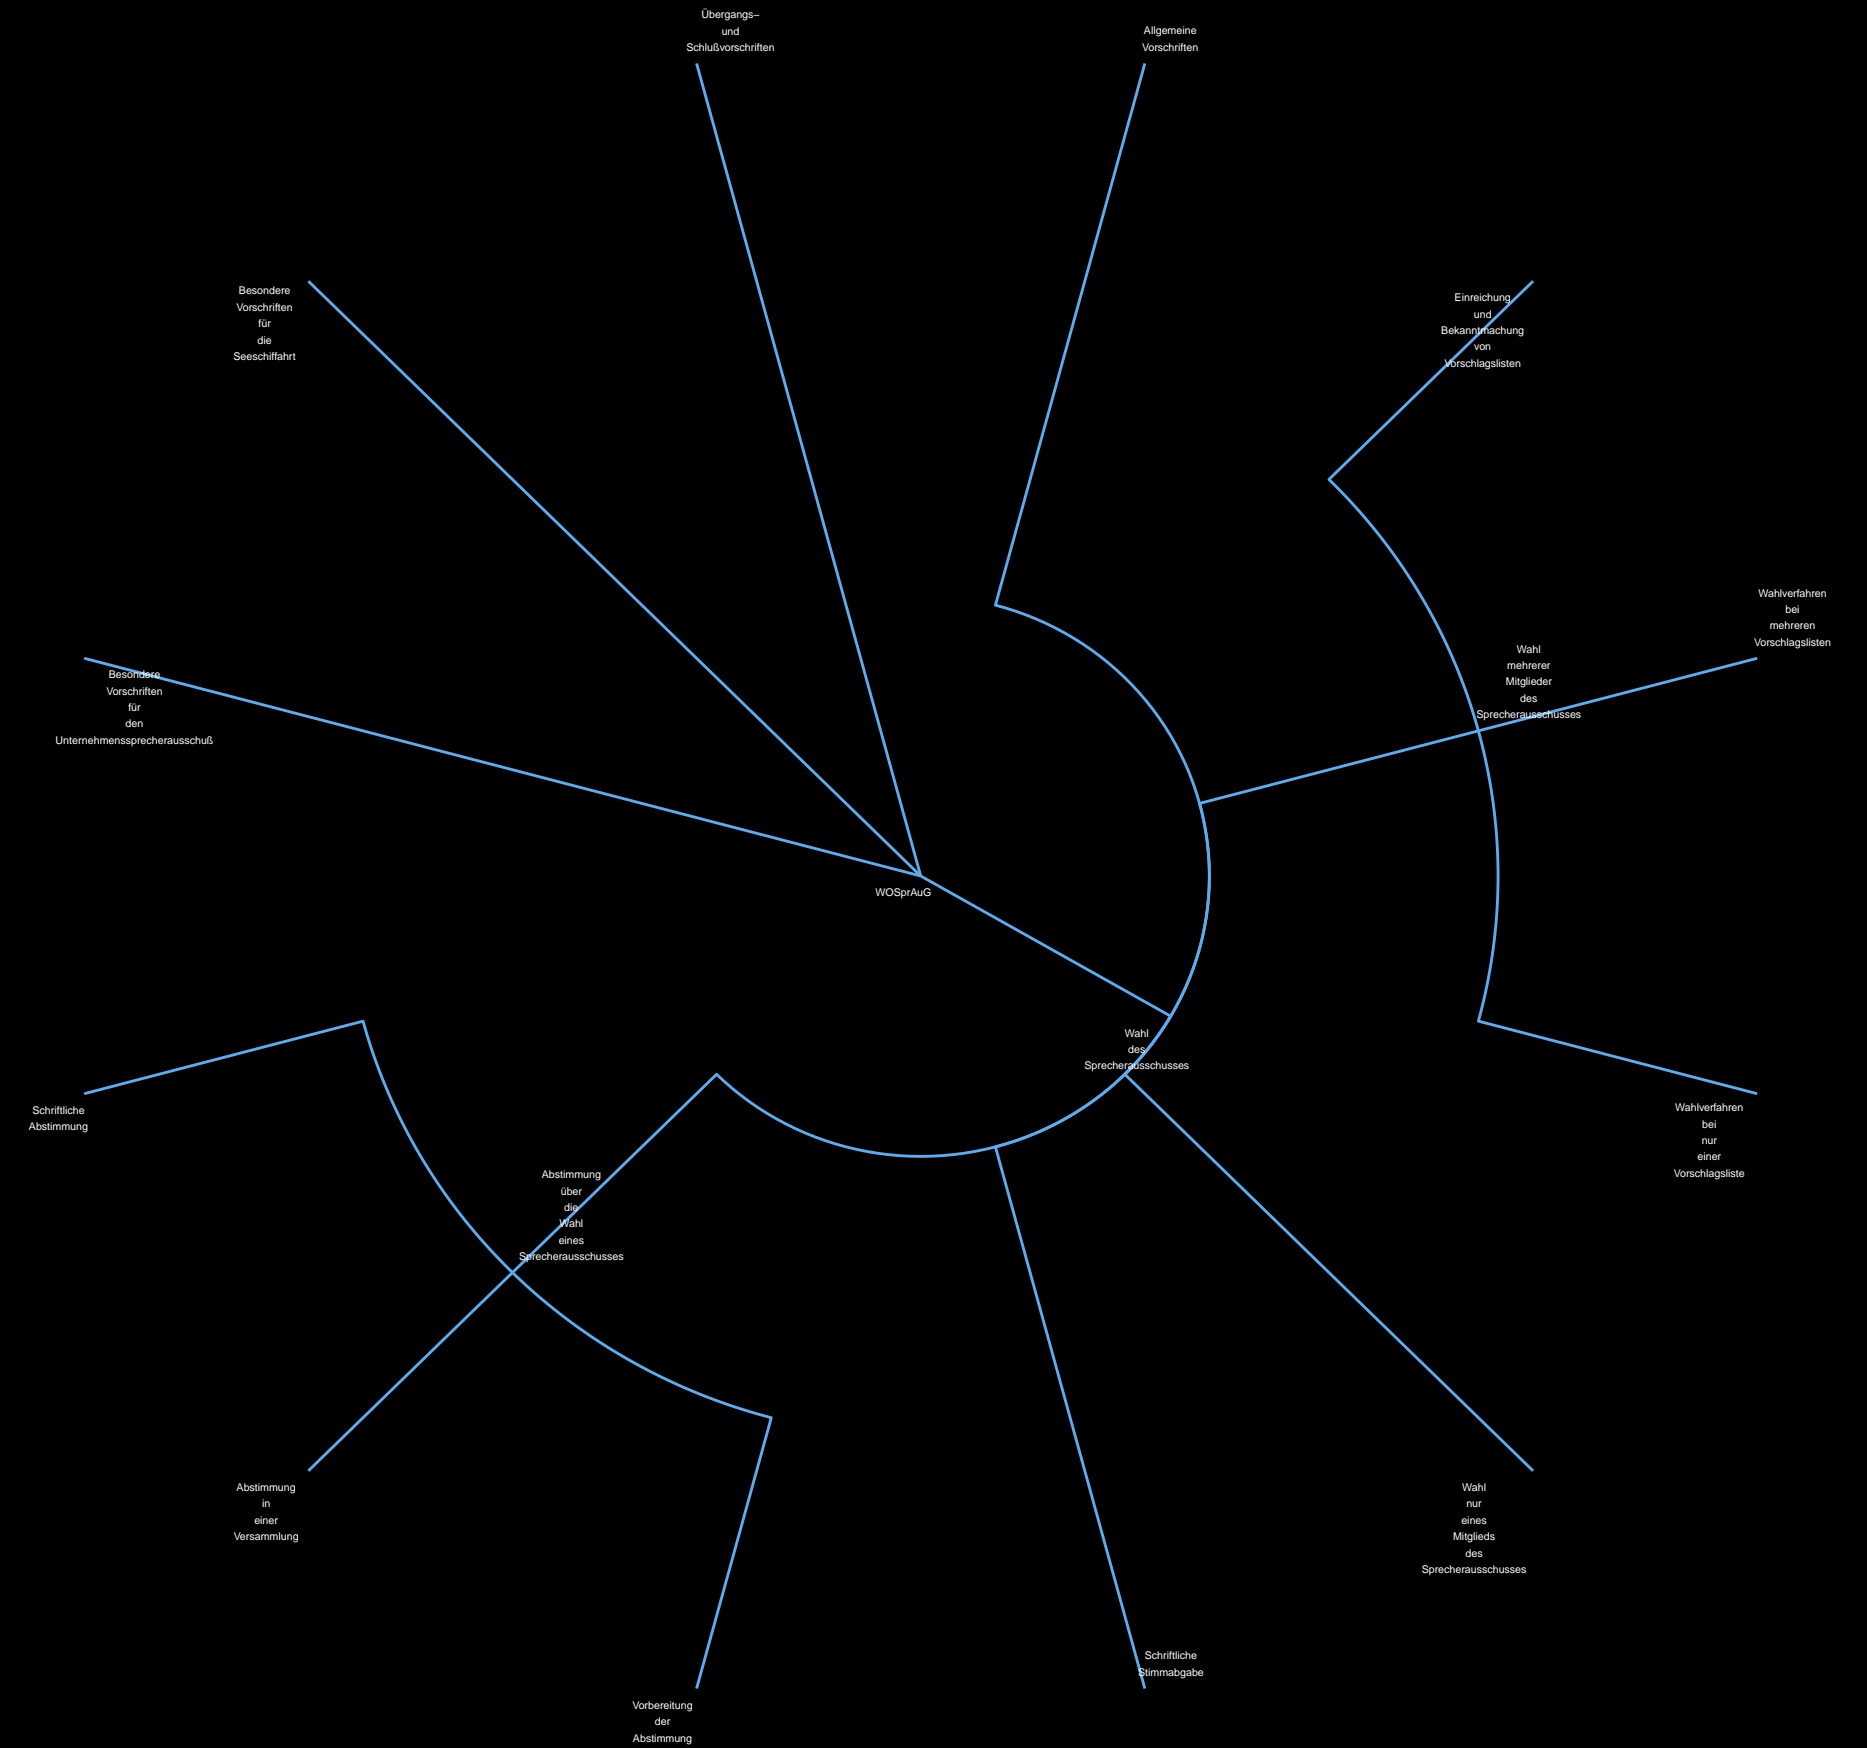 Übergangs–
und
Schlußvorschriften
Allgemeine
Vorschriften
Besondere
Vorschriften
für
die
Seeschiffahrt
Einreichung
und
Bekanntmachung
von
Vorschlagslisten
Wahlverfahren
bei
mehreren
Vorschlagslisten
Wahl
mehrerer
Mitglieder
des
Sprecherausschusses
Besondere
Vorschriften
für
den
Unternehmenssprecherausschuß
WOSprAuG
Wahl
des
Sprecherausschusses
Schriftliche
Abstimmung
Wahlverfahren
bei
nur
einer
Vorschlagsliste
Abstimmung
über
die
Wahl
eines
Sprecherausschusses
Abstimmung
in
einer
Versammlung
Wahl
nur
eines
Mitglieds
des
Sprecherausschusses
Schriftliche
Stimmabgabe
Vorbereitung
der
Abstimmung